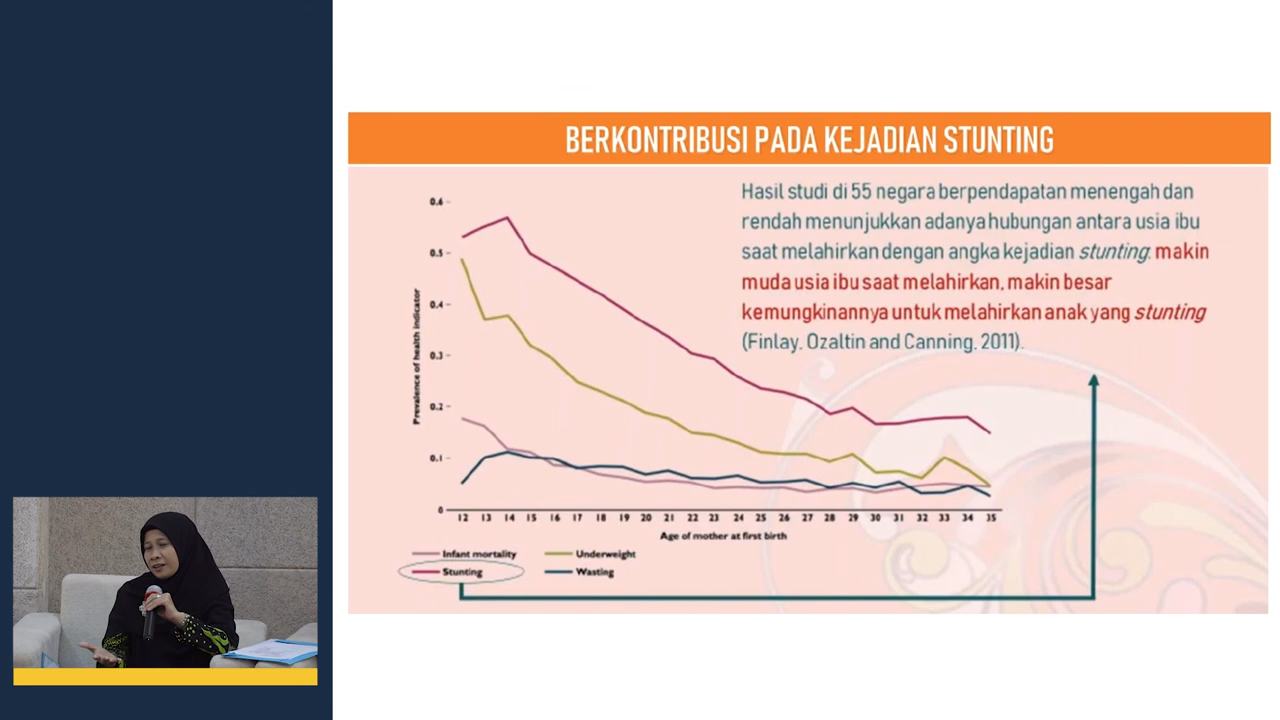 BERKONTRIBUSI PADA KEJADIAN STUNTING
Hasil studi di 55 negara berpendapatan menengah dan
rendah menunjukkan adanya hubungan antara usia ibu
saat melahirkan dengan angka kejadian stunting: makin
muda usia ibu saat melahirkan, makin besar
kemungkinannya untuk melahirkan anak yang stunting
(Finlay, Ozaltin and Canning, 2011).
Prevalence of health indicator
0.6
0.5
0.4
0.3
0.2
0.1
0
12 13 14 15 16 17 18 19 20 21 22 23 24 25 26 27 28 29 30 31 32 33 34 35
Age of mother at first birth
Infant mortality Underweight
Stunting Wasting